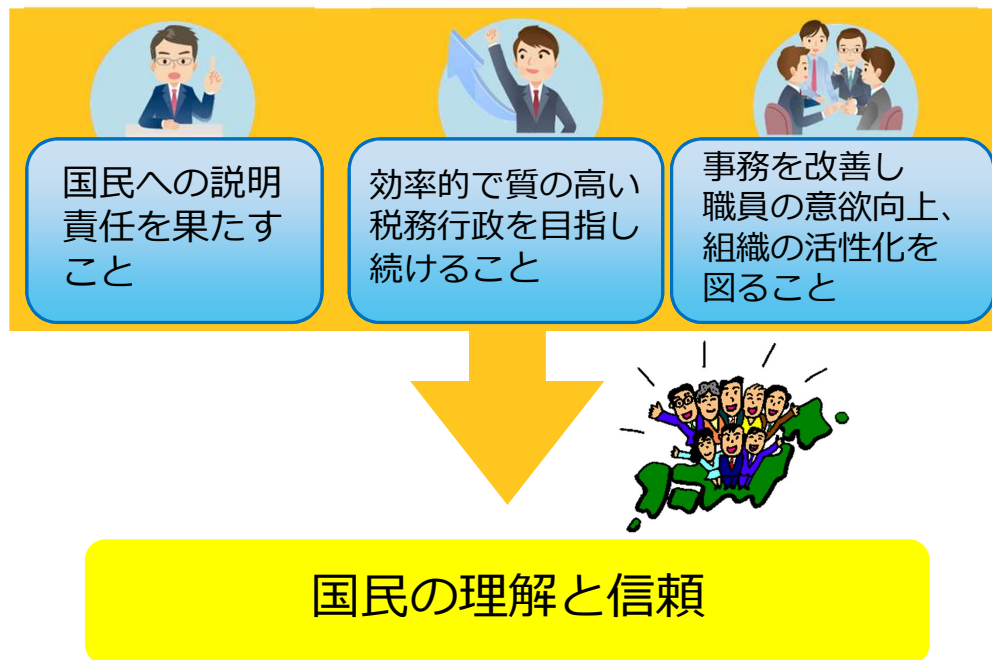 国民への説明
責任を果たす
こと
効率的で質の高い
税務行政を目指し
続けること
事務を改善し
職員の意欲向上、
組織の活性化を
図ること
国民の理解と信頼